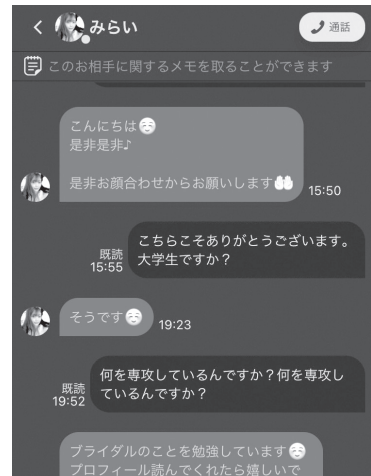 みらい
通話
このお相手に関するメモを取ることができます
こんにちは☺️
是非是非♪
是非お顔合わせからお願いします🤲
15:50
こちらこそありがとうございます。
大学生ですか？
既読
15:55
そうです☺️
19:23
何を専攻しているんですか？何を専攻し
ているんですか？
既読
19:52
ブライダルのことを勉強しています☺️
プロフィール読んでくれたら嬉しいで